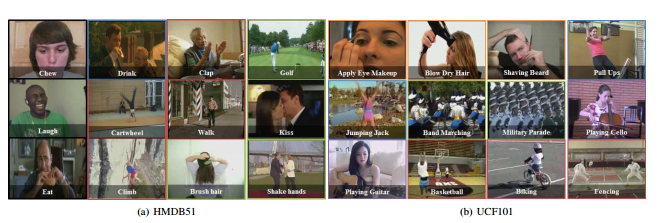 Chew
Drink
Clap
Golf
Apply Eye Makeup
Blow Dry Hair
Shaving Beard
Pull Ups
Laugh
Cartwheel
Walk
Kiss
Jumping Jack
Band Marching
Military Parade
Playing Cello
Eat
Climb
Brush hair
Shake hands
Playing Guitar
Basketball
Biking
Fencing
(a) HMDB51
(b) UCF101